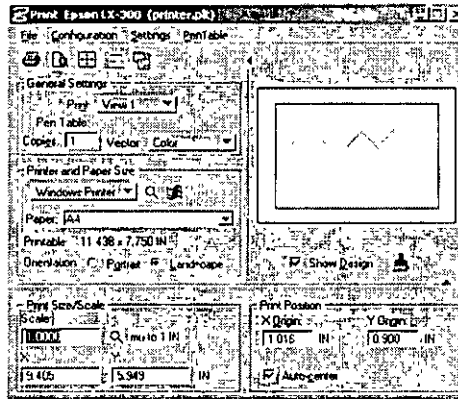 Print Epson LX-300 (printer.plt)
File Configuration Settings PenTable
General Settings
Print: View 1
Pen Table:
Copies: 1 Vector: Color
Printer and Paper Size
Windows Printer
Paper: A4
Printable: 11.438 x 7.750 IN
Orientation: Portrait Landscape
Show Design
Print Size/Scale
Scale:
1.0000 mu to 1 IN
X: Y:
9.405 5.949 IN
Print Position
X Origin: Y Origin:
1.016 IN 0.900 IN
Auto-center